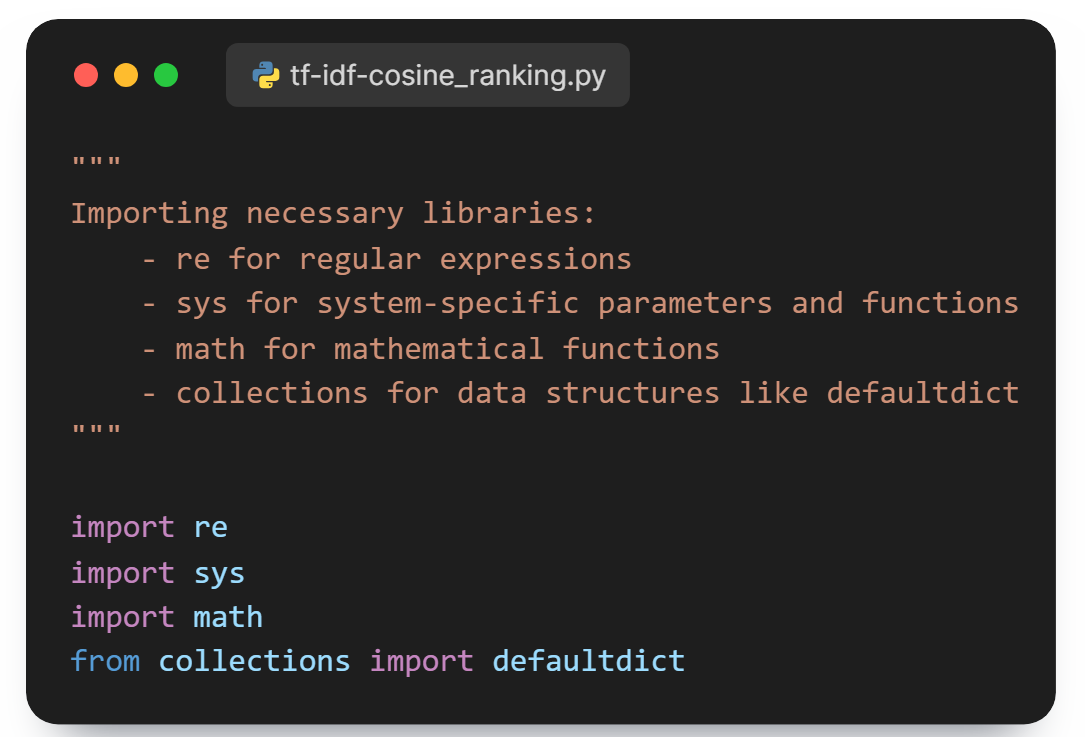 tf-idf-cosine_ranking.py
"""
Importing necessary libraries:
    - re for regular expressions
    - sys for system-specific parameters and functions
    - math for mathematical functions
    - collections for data structures like defaultdict
"""
import re
import sys
import math
from collections import defaultdict